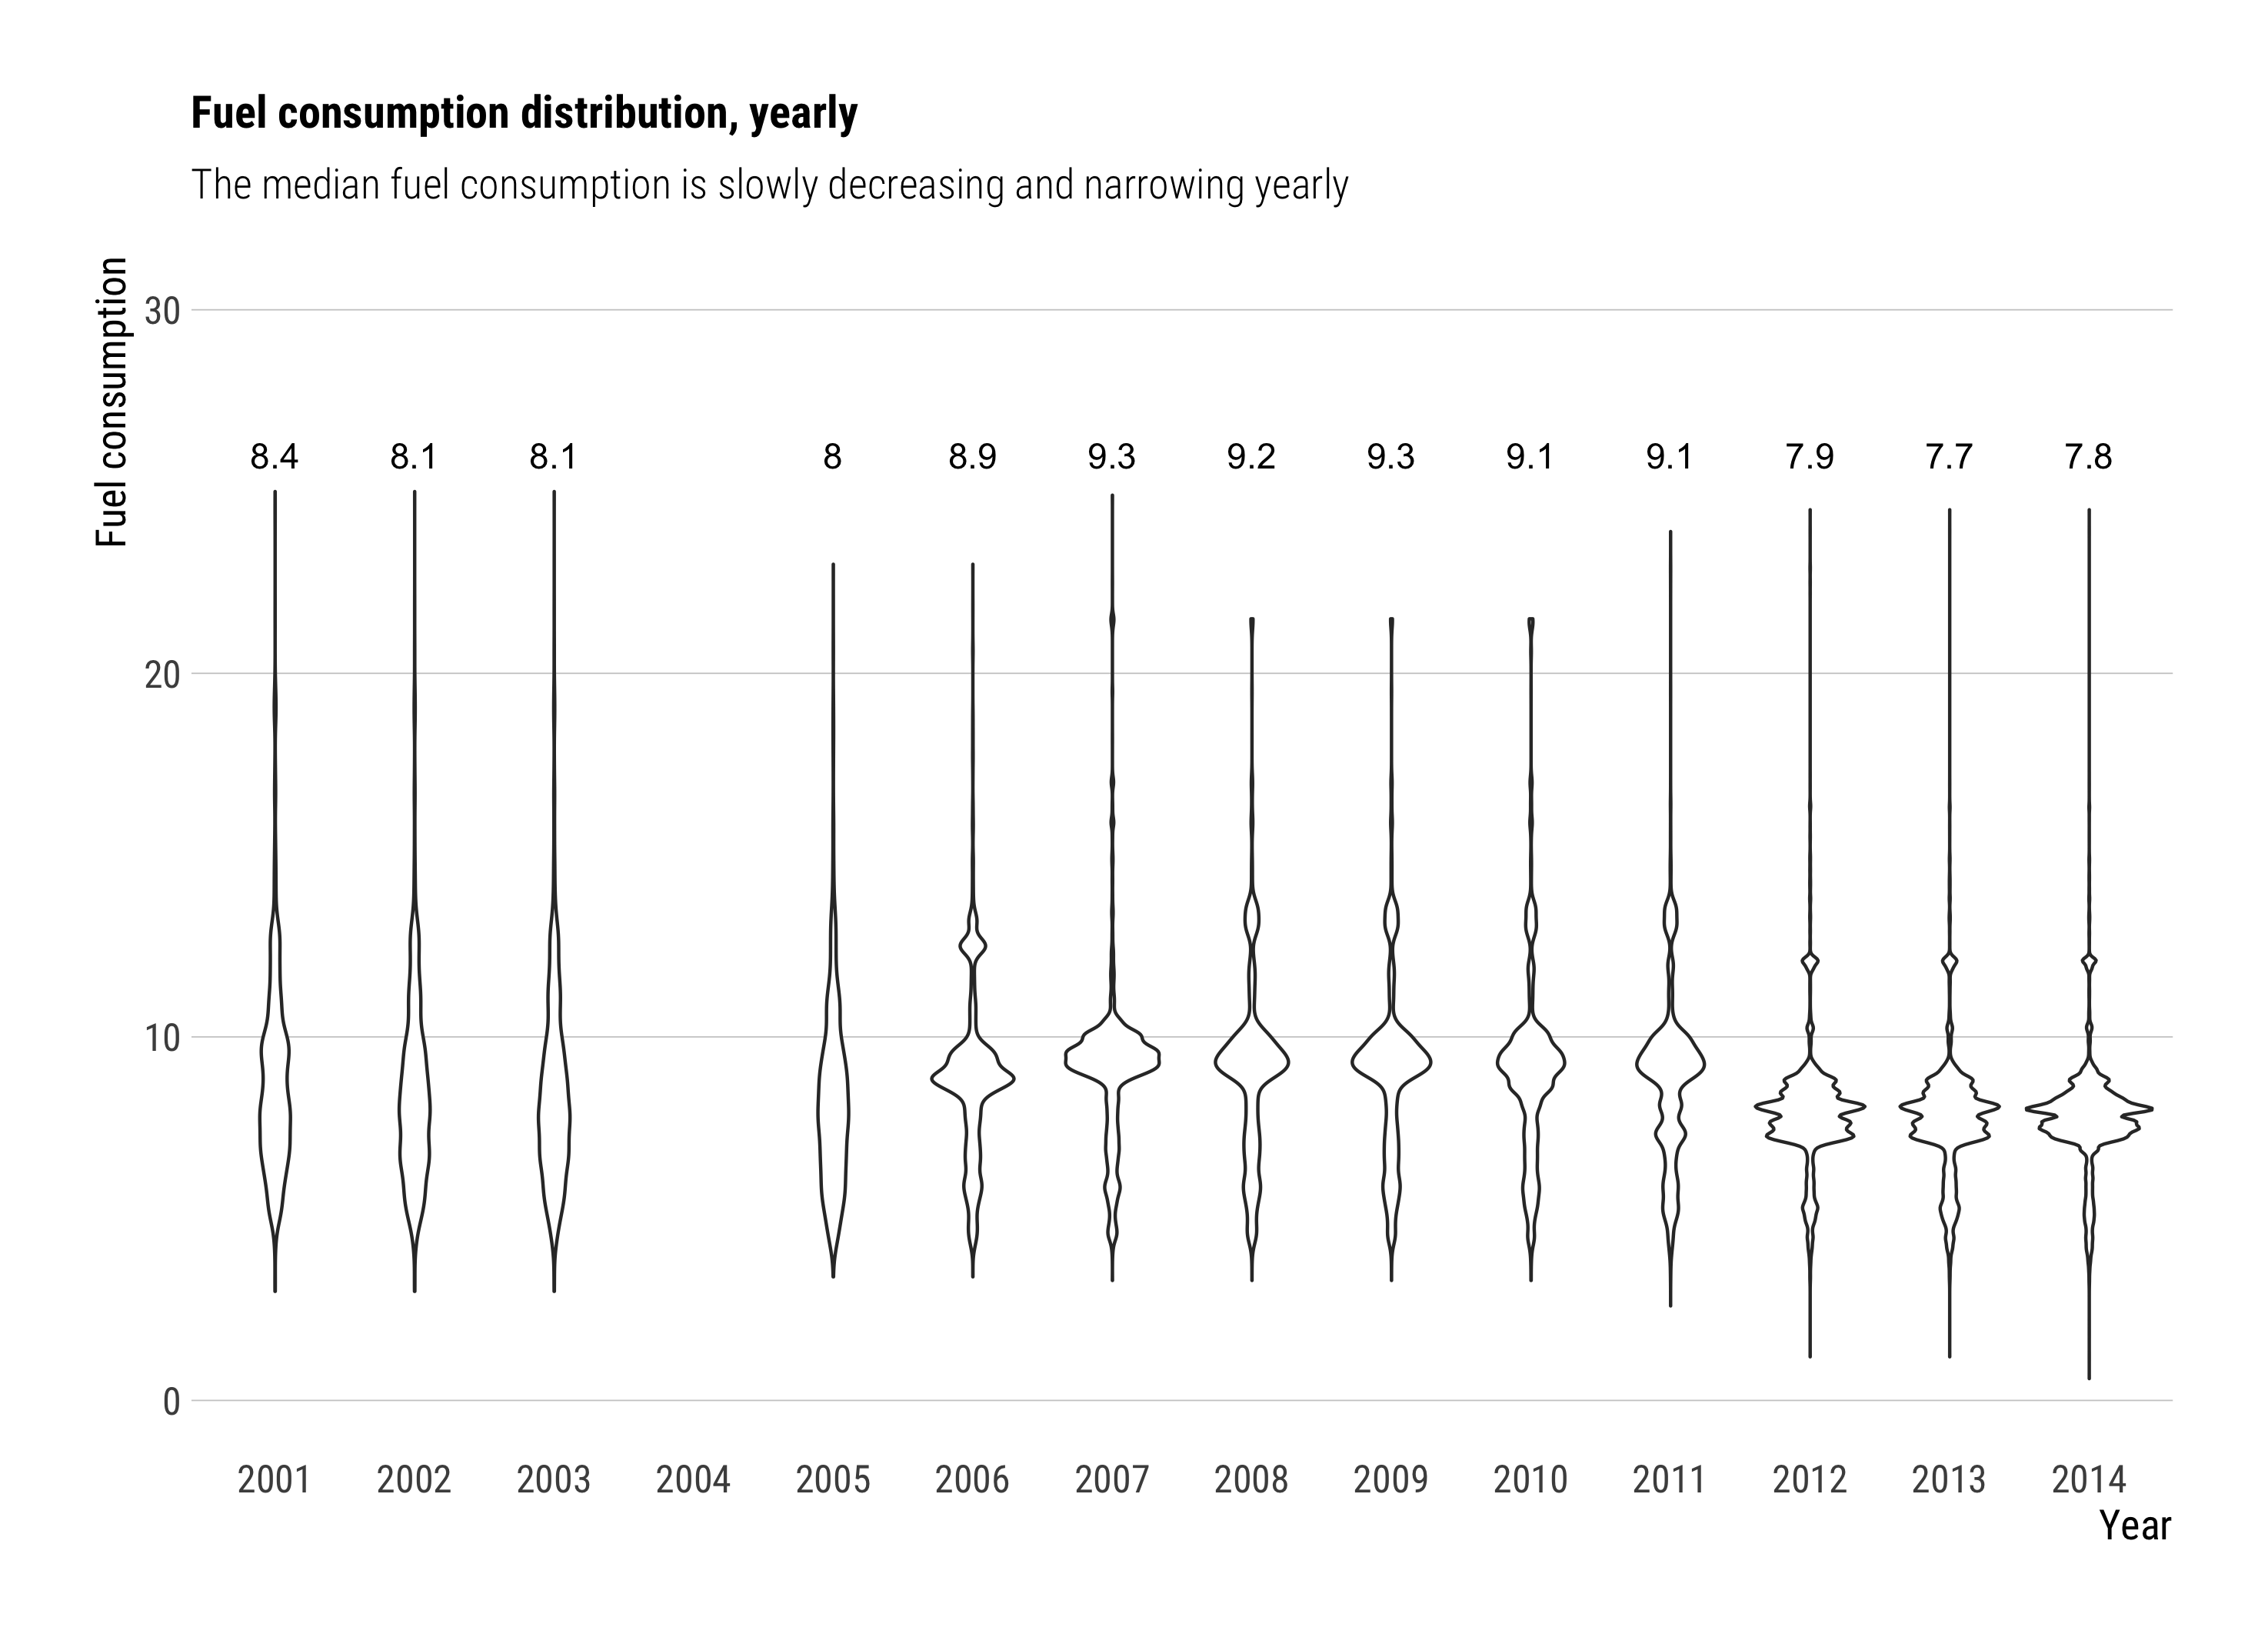 Fuel consumption distribution, yearly
The median fuel consumption is slowly decreasing and narrowing yearly
Fuel consumption
30
8.4 8.1 8.1 8 8.9 9.3 9.2 9.3 9.1 9.1 7.9 7.7 7.8
20
10
0
2001 2002 2003 2004 2005 2006 2007 2008 2009 2010 2011 2012 2013 2014
Year